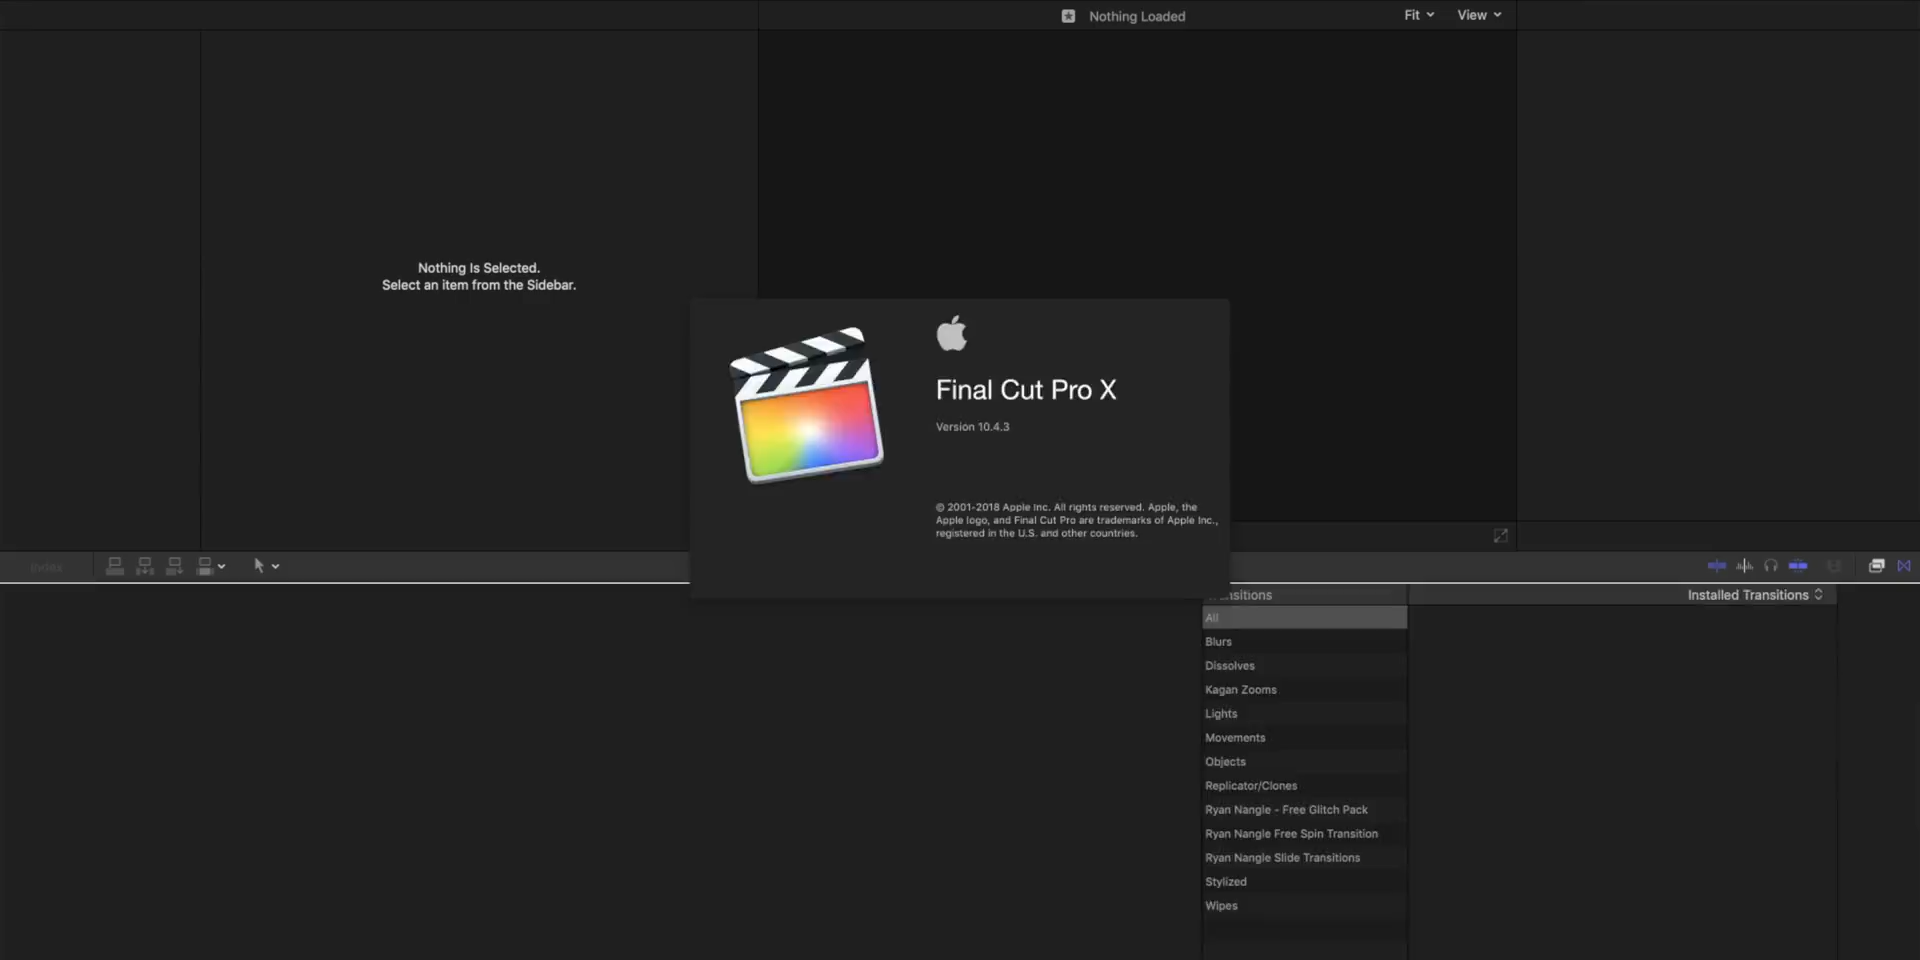 Nothing Loaded
Fit
View
Nothing Is Selected.
Select an item from the Sidebar.
Final Cut Pro X
Version 10.4.3
© 2001-2018 Apple Inc. All rights reserved. Apple, the
Apple logo, and Final Cut Pro are trademarks of Apple Inc.,
registered in the U.S. and other countries.
Index
nsitions
Installed Transitions
All
Blurs
Dissolves
Kagan Zooms
Lights
Movements
Objects
Replicator/Clones
Ryan Nangle - Free Glitch Pack
Ryan Nangle Free Spin Transition
Ryan Nangle Slide Transitions
Stylized
Wipes